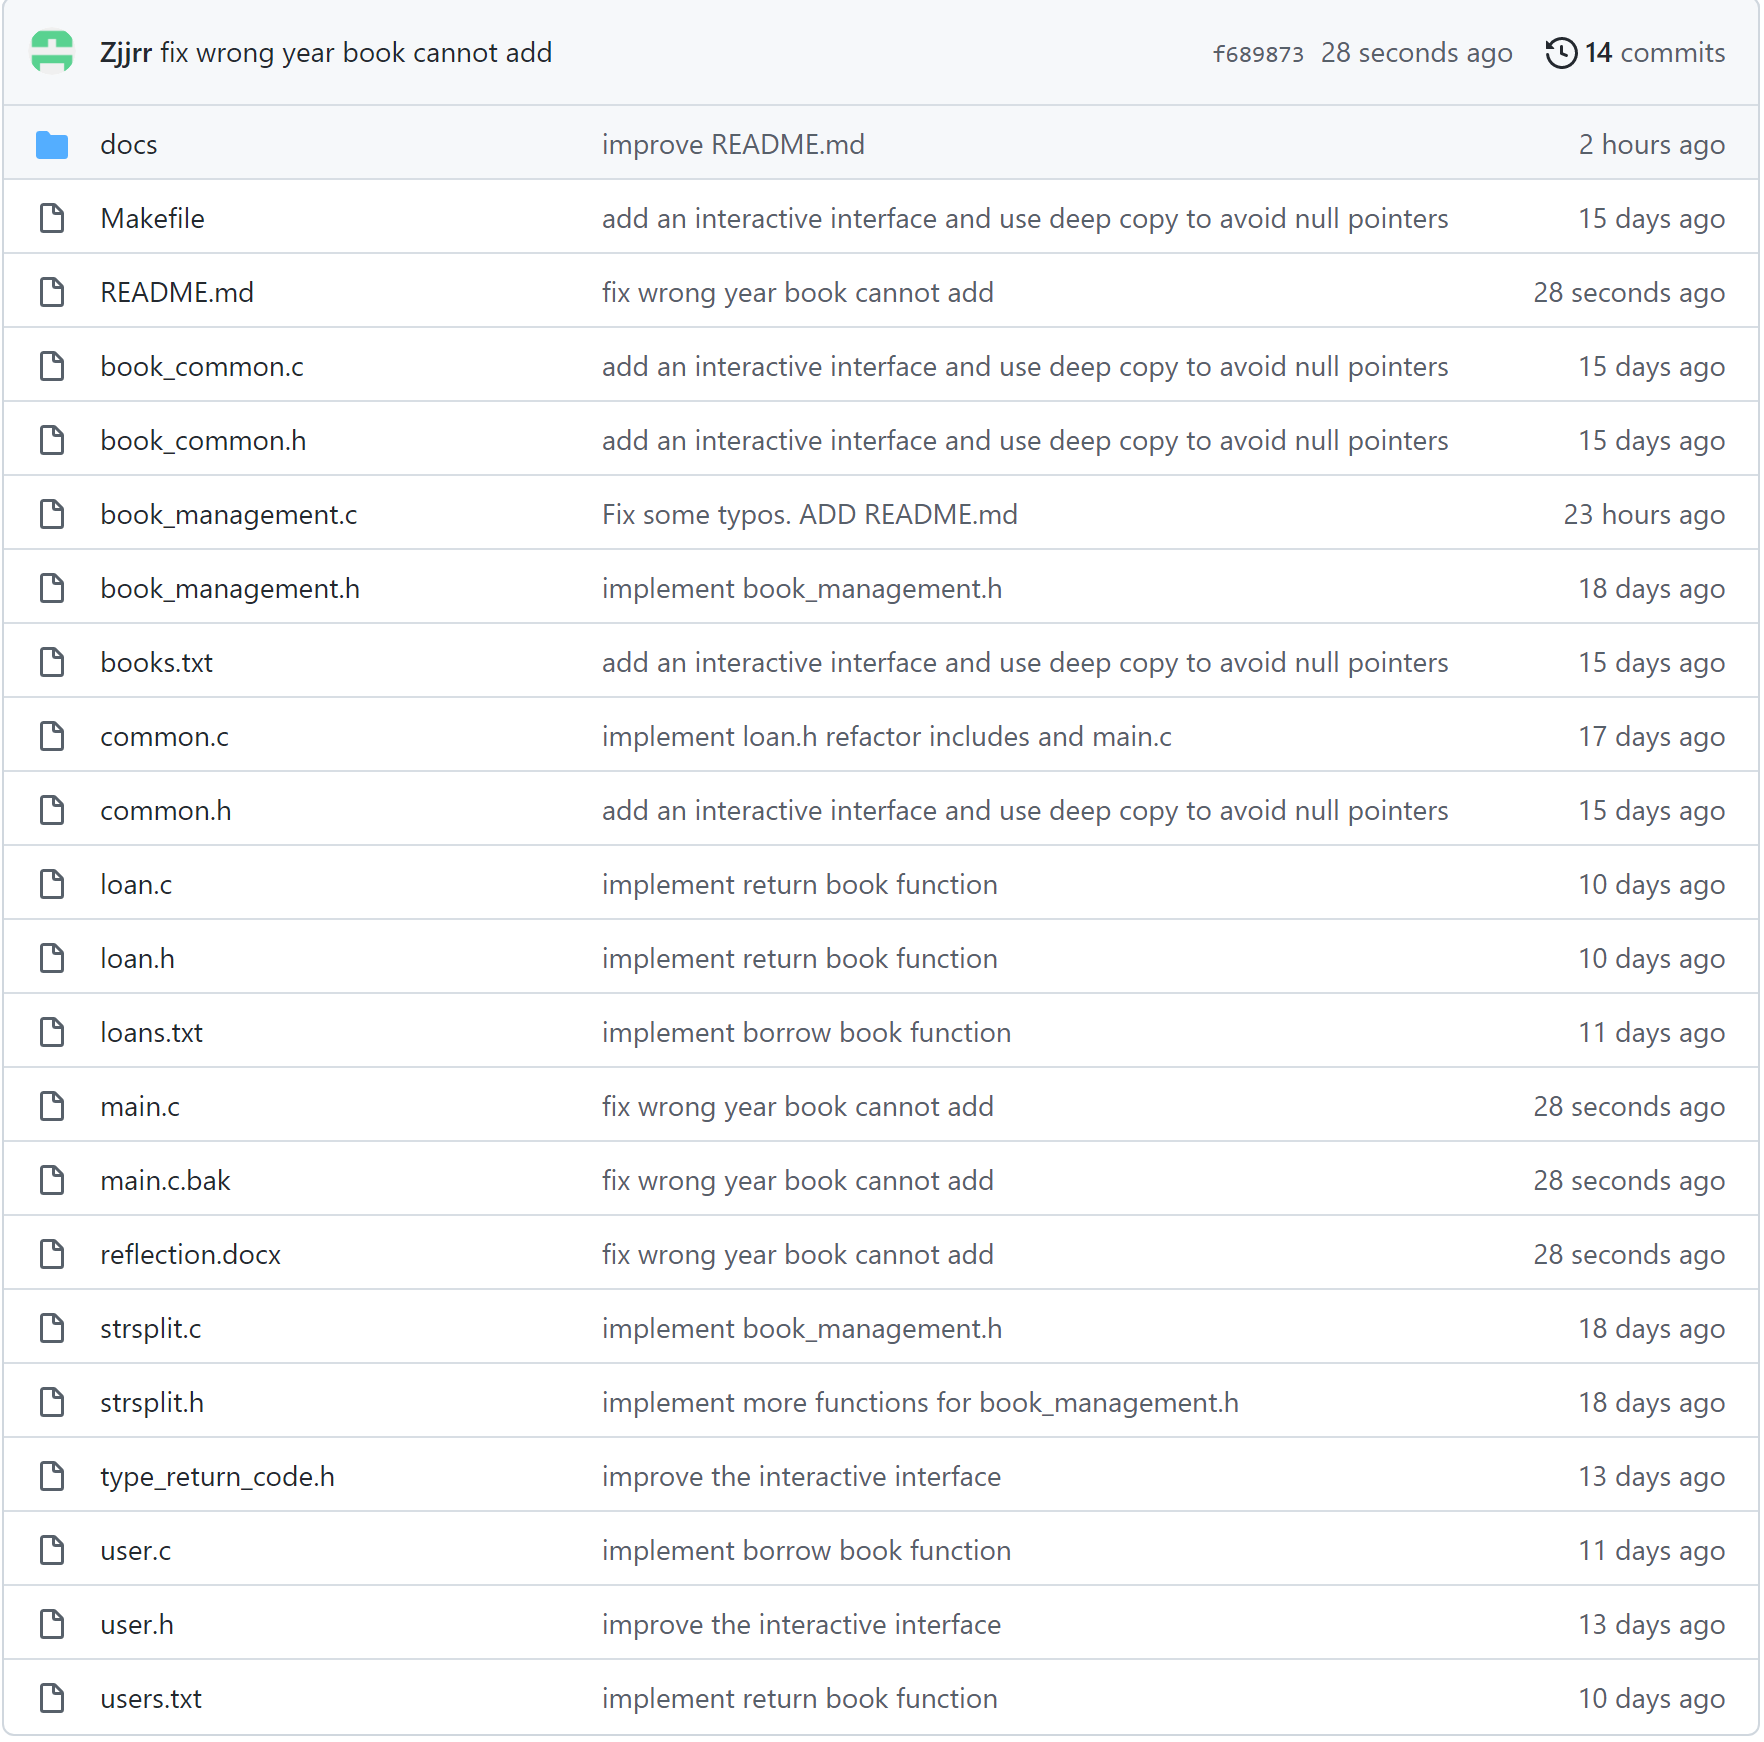 Zjjrr fix wrong year book cannot add f689873 28 seconds ago 14 commits
docs improve README.md 2 hours ago
Makefile add an interactive interface and use deep copy to avoid null pointers 15 days ago
README.md fix wrong year book cannot add 28 seconds ago
book_common.c add an interactive interface and use deep copy to avoid null pointers 15 days ago
book_common.h add an interactive interface and use deep copy to avoid null pointers 15 days ago
book_management.c Fix some typos. ADD README.md 23 hours ago
book_management.h implement book_management.h 18 days ago
books.txt add an interactive interface and use deep copy to avoid null pointers 15 days ago
common.c implement loan.h refactor includes and main.c 17 days ago
common.h add an interactive interface and use deep copy to avoid null pointers 15 days ago
loan.c implement return book function 10 days ago
loan.h implement return book function 10 days ago
loans.txt implement borrow book function 11 days ago
main.c fix wrong year book cannot add 28 seconds ago
main.c.bak fix wrong year book cannot add 28 seconds ago
reflection.docx fix wrong year book cannot add 28 seconds ago
strsplit.c implement book_management.h 18 days ago
strsplit.h implement more functions for book_management.h 18 days ago
type_return_code.h improve the interactive interface 13 days ago
user.c implement borrow book function 11 days ago
user.h improve the interactive interface 13 days ago
users.txt implement return book function 10 days ago